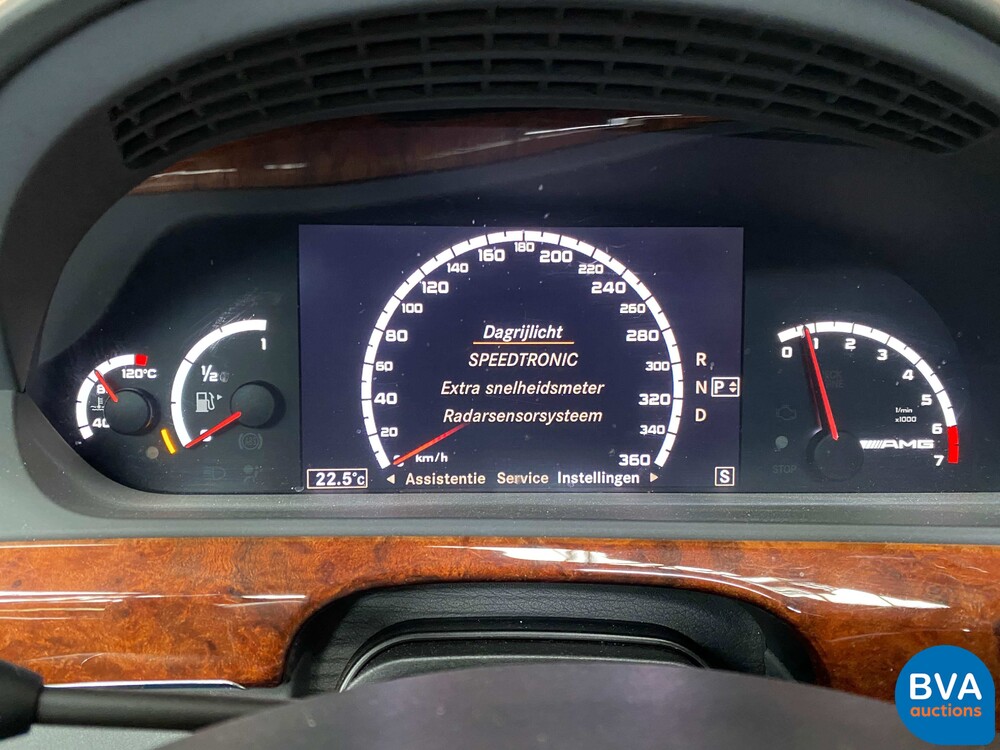 160 180 200
140 220
120 240
100 260
80 280
60 300
40 320
20 340
km/h 360
Dagrijlicht
SPEEDTRONIC
Extra snelheidsmeter
Radarsensorsysteem
◄ Assistentie Service Instellingen ►
22.5°C
R
N P
D
S
120°C
40
1
1/2
0 1 2 3 4 5 6 7
1/min
x1000
AMG
STOP
BVA
auctions